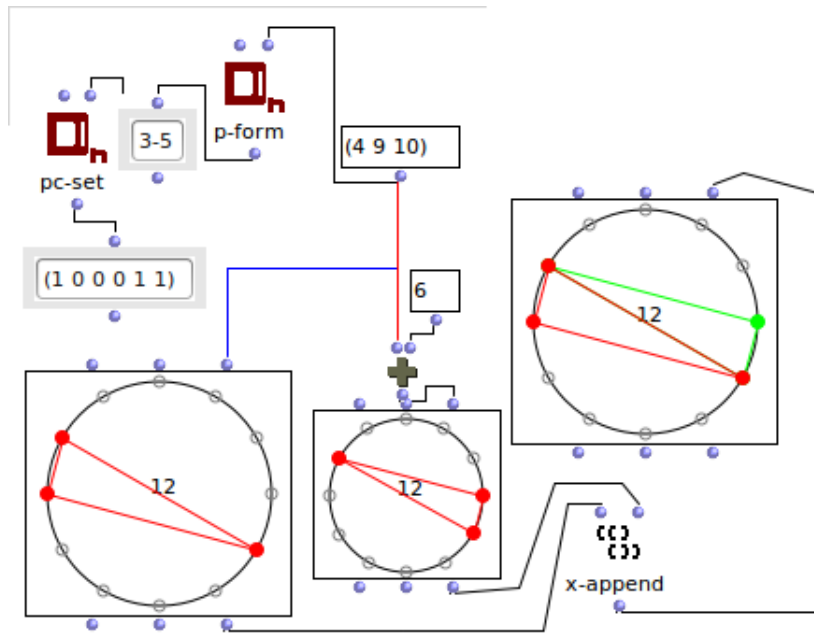 p-form
3-5
(4 9 10)
pc-set
(1 0 0 0 1 1)
6
12
12
12
x-append